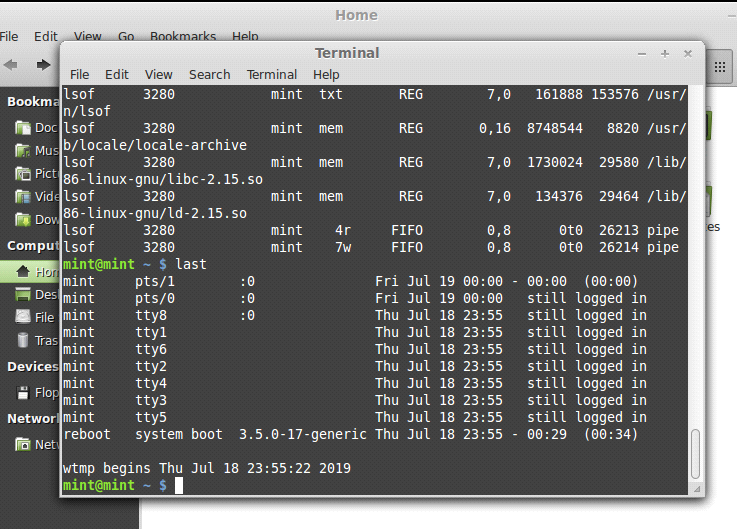 Home
File Edit View Go Bookmarks Help
Terminal
File Edit View Search Terminal Help
lsof 3280 mint txt REG 7,0 161888 153576 /usr/
n/lsof
lsof 3280 mint mem REG 0,16 8748544 8820 /usr/
b/locale/locale-archive
lsof 3280 mint mem REG 7,0 1730024 29580 /lib/
86-linux-gnu/libc-2.15.so
lsof 3280 mint mem REG 7,0 134376 29464 /lib/
86-linux-gnu/ld-2.15.so
lsof 3280 mint 4r FIFO 0,8 0t0 26213 pipe
lsof 3280 mint 7w FIFO 0,8 0t0 26214 pipe
mint@mint ~ $ last
mint pts/1 :0 Fri Jul 19 00:00 - 00:00 (00:00)
mint pts/0 :0 Fri Jul 19 00:00 still logged in
mint tty8 :0 Thu Jul 18 23:55 still logged in
mint tty1 Thu Jul 18 23:55 still logged in
mint tty6 Thu Jul 18 23:55 still logged in
mint tty2 Thu Jul 18 23:55 still logged in
mint tty4 Thu Jul 18 23:55 still logged in
mint tty3 Thu Jul 18 23:55 still logged in
mint tty5 Thu Jul 18 23:55 still logged in
reboot system boot 3.5.0-17-generic Thu Jul 18 23:55 - 00:29 (00:34)
wtmp begins Thu Jul 18 23:55:22 2019
mint@mint ~ $
Bookma
Doc
Mus
Pict
Vide
Dow
Compu
Hom
Desk
File
Tras
Devices
Flop
Networ
Netw
es